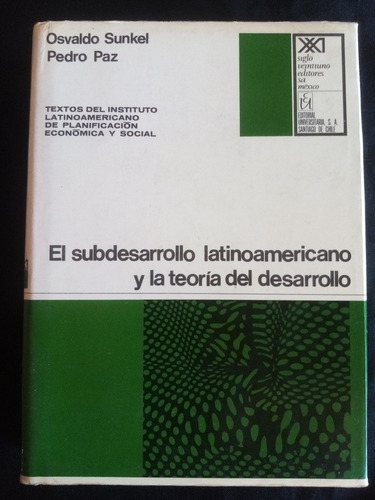 Osvaldo Sunkel
Pedro Paz
TEXTOS DEL INSTITUTO
LATINOAMERICANO
DE PLANIFICACIÓN
ECONÓMICA Y SOCIAL
siglo
veintiuno
editores
sa
méxico
EDITORIAL
UNIVERSITARIA, S. A.
SANTIAGO DE CHILE
El subdesarrollo latinoamericano
y la teoría del desarrollo